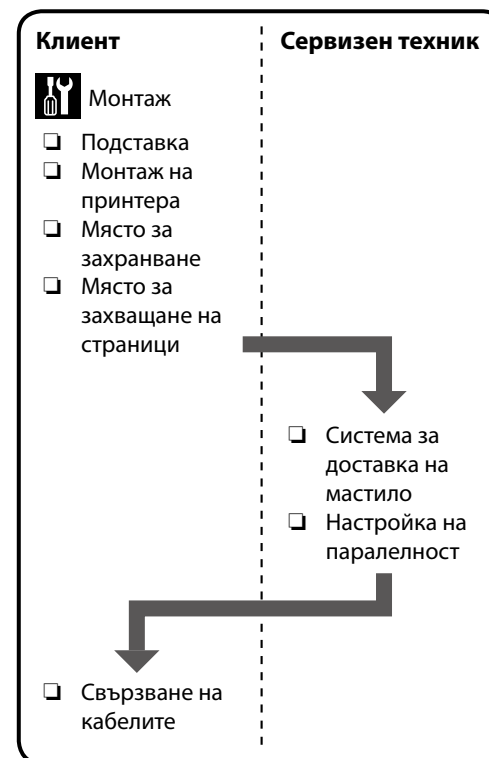 Клиент
Сервизен техник
Монтаж
❏ Подставка
❏ Монтаж на
принтера
❏ Място за
захранване
❏ Място за
захващане на
страници
❏ Система за
доставка на
мастило
❏ Настройка на
паралелност
❏ Свързване на
кабелите